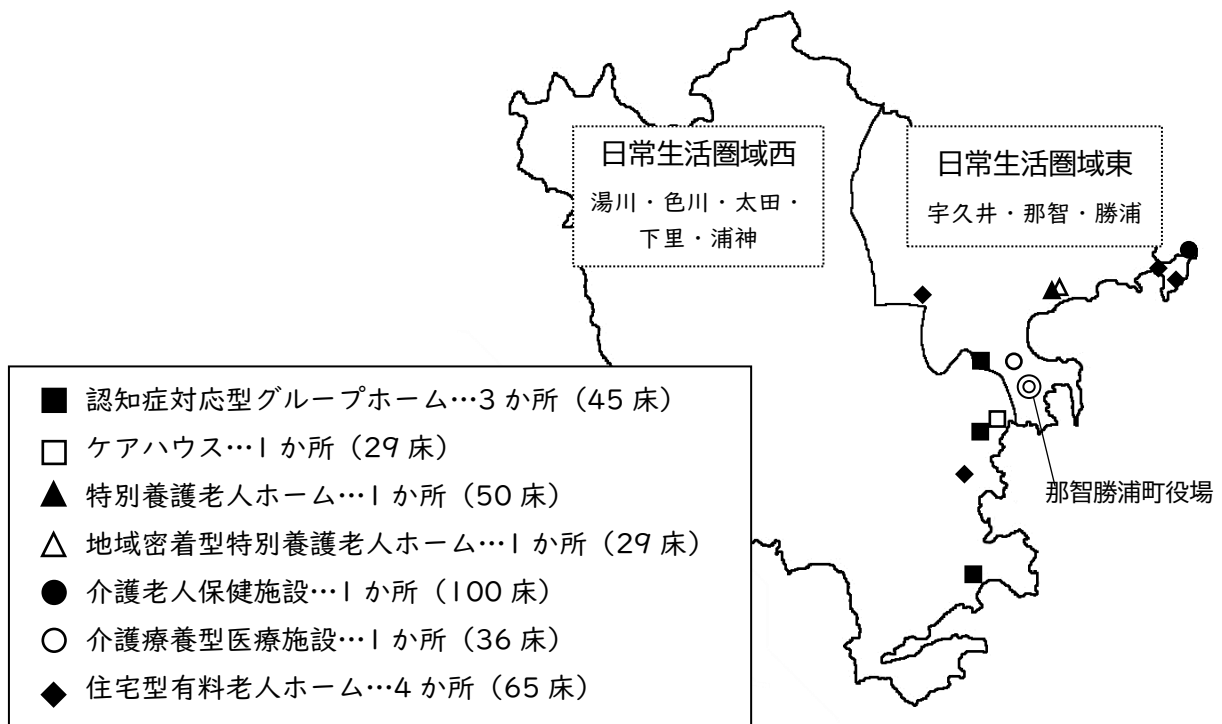 日常生活圏域西
湯川・色川・太田・
下里・浦神
日常生活圏域東
宇久井・那智・勝浦
那智勝浦町役場
■ 認知症対応型グループホーム…3か所（45床）
□ ケアハウス…1か所（29床）
▲ 特別養護老人ホーム…1か所（50床）
△ 地域密着型特別養護老人ホーム…1か所（29床）
● 介護老人保健施設…1か所（100床）
○ 介護療養型医療施設…1か所（36床）
◆ 住宅型有料老人ホーム…4か所（65床）